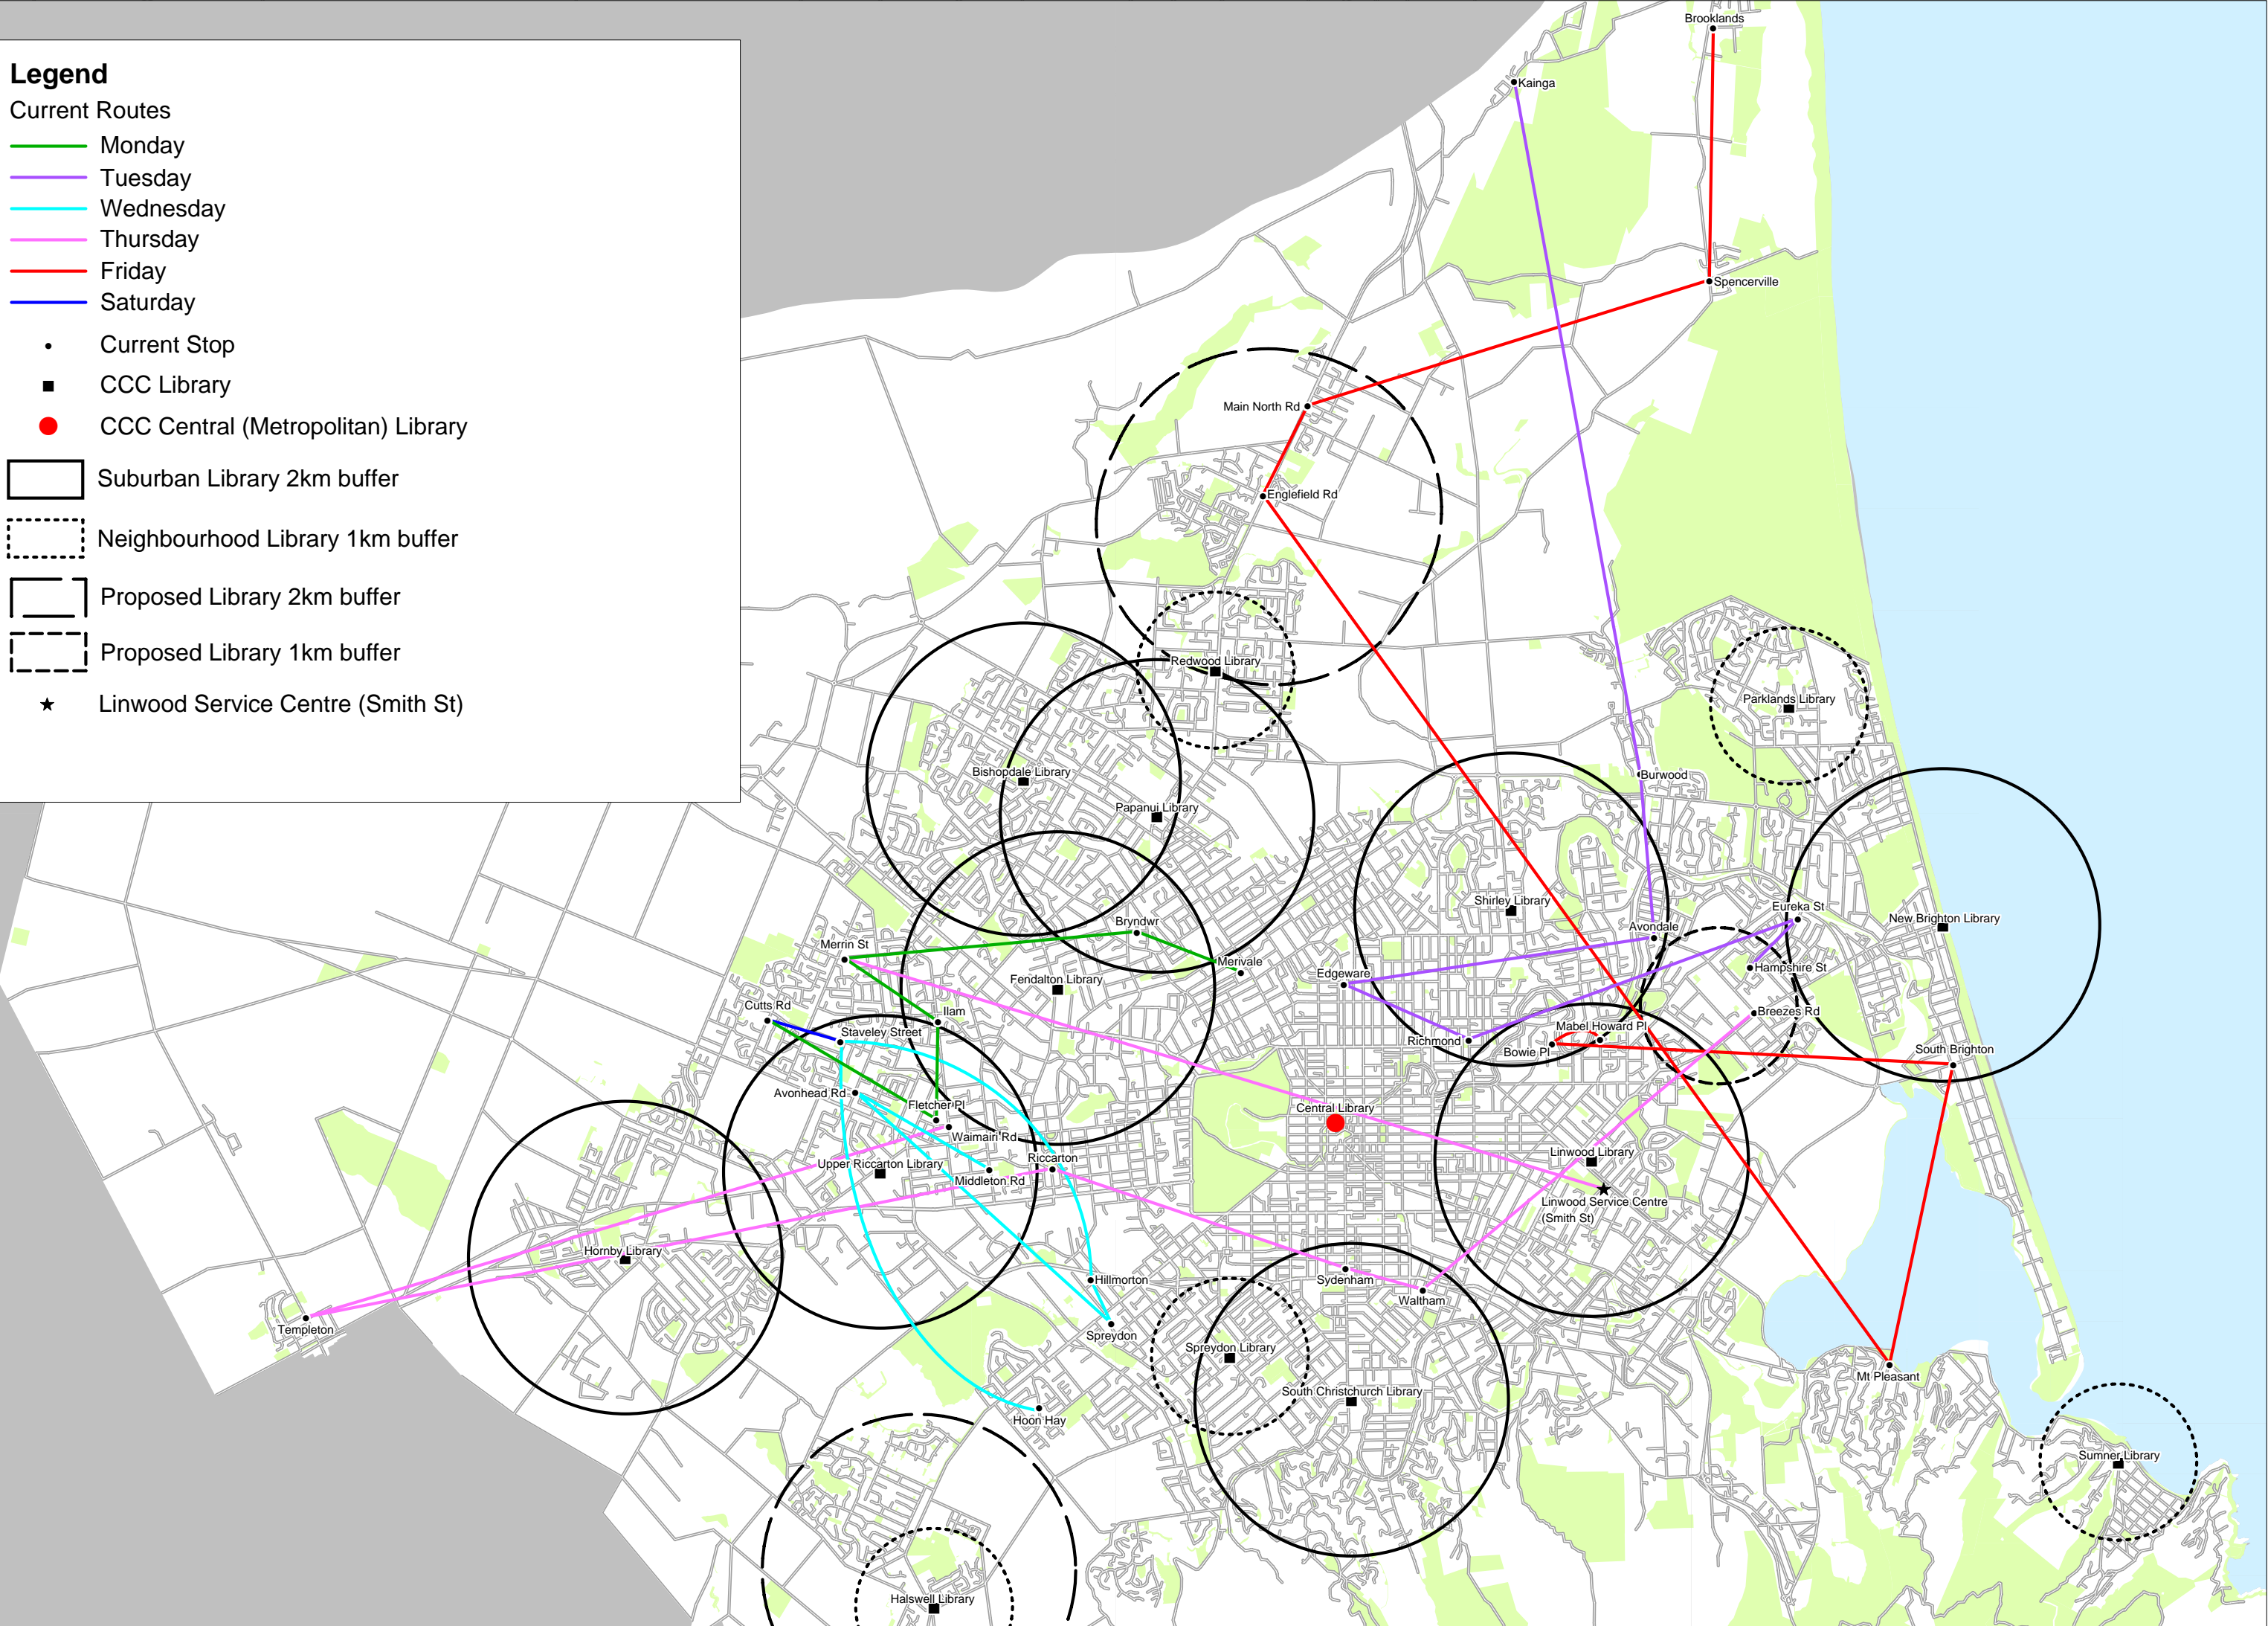 Legend
Current Routes
Monday
Tuesday
Wednesday
Thursday
Friday
Saturday
Current Stop
CCC Library
CCC Central (Metropolitan) Library
Suburban Library 2km buffer
Neighbourhood Library 1km buffer
Proposed Library 2km buffer
Proposed Library 1km buffer
Linwood Service Centre (Smith St)
Brooklands
Kainga
Spencerville
Main North Rd
Englefield Rd
Redwood Library
Parklands Library
Bishopdale Library
Burwood
Papanui Library
Shirley Library
Eureka St
New Brighton Library
Bryndwr
Avondale
Merrin St
Merivale
Edgeware
Hampshire St
Fendalton Library
Cutts Rd
Ilam
Breezes Rd
Staveley Street
Mabel Howard Pl
Richmond
Bowie Pl
South Brighton
Avonhead Rd
Fletcher Pl
Central Library
Waimairi Rd
Linwood Library
Riccarton
Upper Riccarton Library
Middleton Rd
Linwood Service Centre
(Smith St)
Hornby Library
Hillmorton
Sydenham
Waltham
Templeton
Spreydon
Spreydon Library
Mt Pleasant
South Christchurch Library
Hoon Hay
Sumner Library
Halswell Library